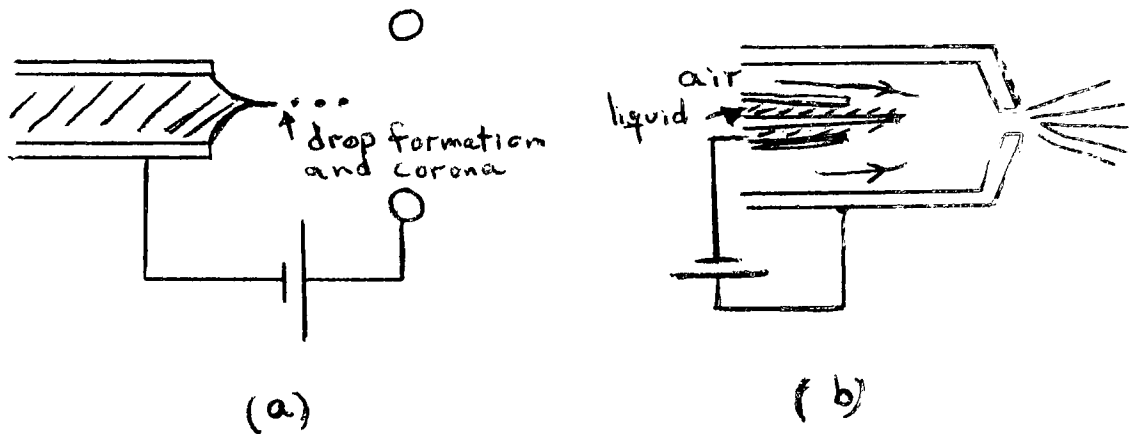 drop formation
and corona
(a)
air
liquid
(b)